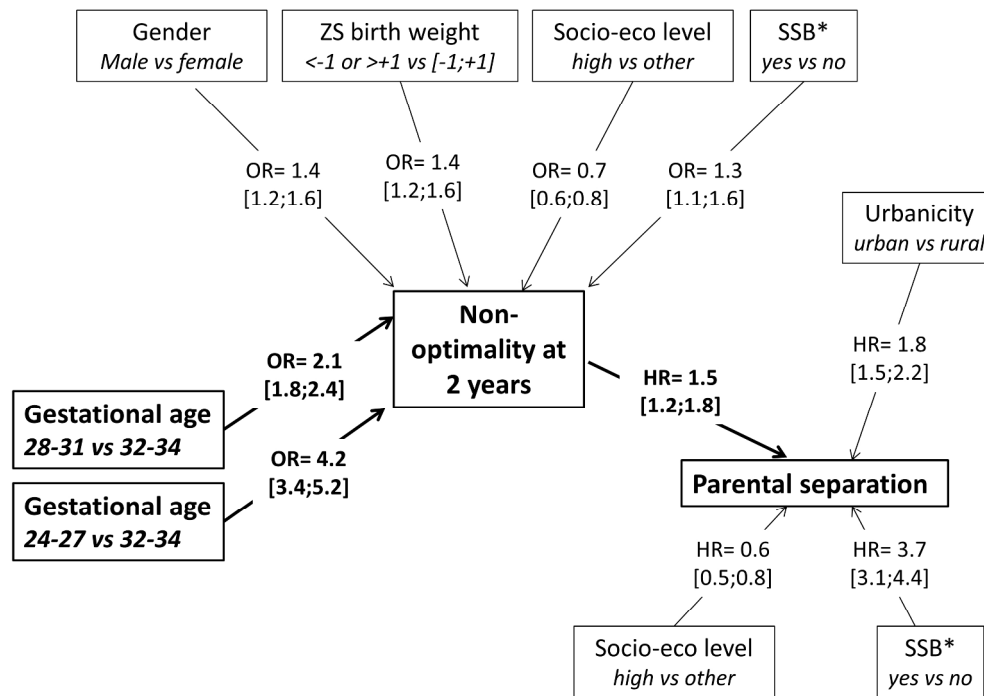 Gender
Male vs female
ZS birth weight
<-1 or >+1 vs [-1;+1]
Socio-eco level
high vs other
SSB*
yes vs no
OR= 1.4
[1.2;1.6]
OR= 1.4
[1.2;1.6]
OR= 0.7
[0.6;0.8]
OR= 1.3
[1.1;1.6]
Urbanicity
urban vs rural
Non-
optimality at
2 years
OR= 2.1
[1.8;2.4]
HR= 1.8
[1.5;2.2]
HR= 1.5
[1.2;1.8]
Gestational age
28-31 vs 32-34
OR= 4.2
[3.4;5.2]
Gestational age
24-27 vs 32-34
Parental separation
HR= 0.6
[0.5;0.8]
HR= 3.7
[3.1;4.4]
Socio-eco level
high vs other
SSB*
yes vs no